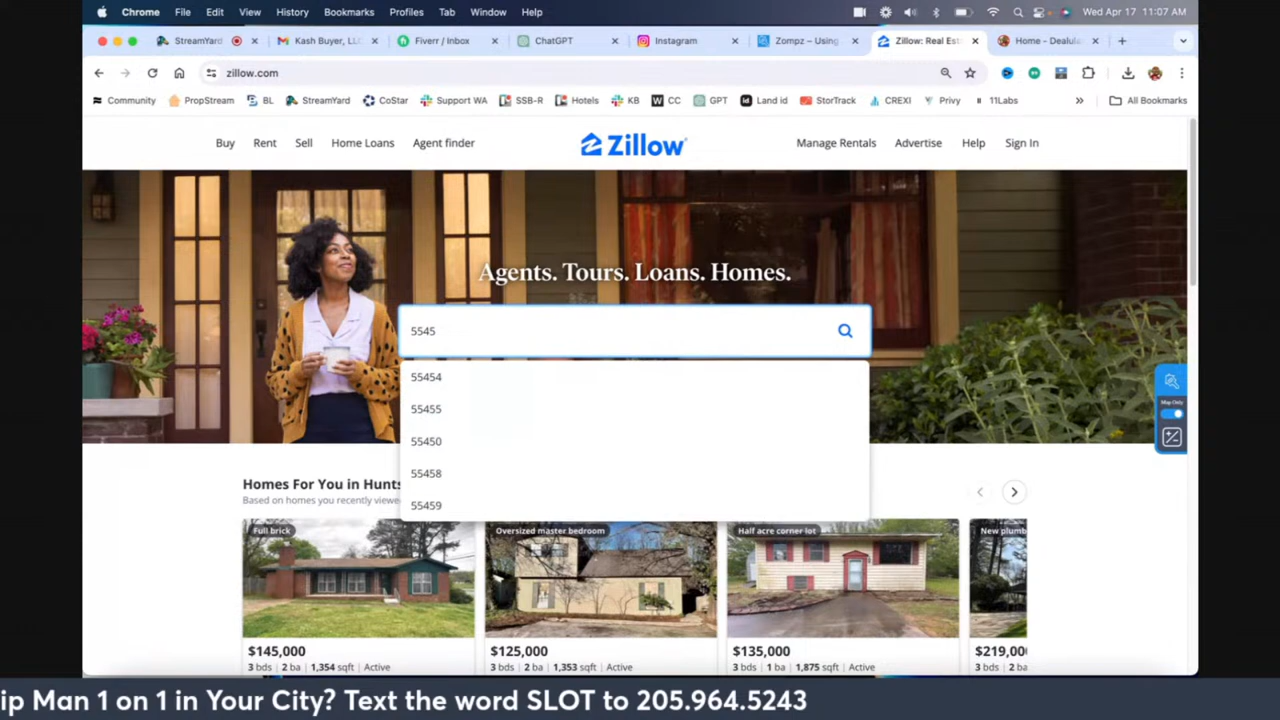 Chrome File Edit View History Bookmarks Profiles Tab Window Help Wed Apr 17 11:07 AM
StreamYard Kash Buyer, LLC Fiverr / Inbox ChatGPT Instagram Zompz – Using Zillow: Real Est Home - Dealula
zillow.com
Community PropStream BL StreamYard CoStar Support WA SSB-R Hotels KB CC GPT Land id StorTrack CREXI Privy 11Labs » All Bookmarks
Buy Rent Sell Home Loans Agent finder Zillow Manage Rentals Advertise Help Sign In
Agents. Tours. Loans. Homes.
5545
55454
55455
55450
55458
55459
Map Only
Homes For You in Hunts
Based on homes you recently viewe
Full brick Oversized master bedroom Half acre corner lot New plumb
$145,000 $125,000 $135,000 $219,00
3 bds | 2 ba | 1,354 sqft | Active 3 bds | 2 ba | 1,353 sqft | Active 3 bds | 1 ba | 1,875 sqft | Active 3 bds | 2 ba
ip Man 1 on 1 in Your City? Text the word SLOT to 205.964.5243